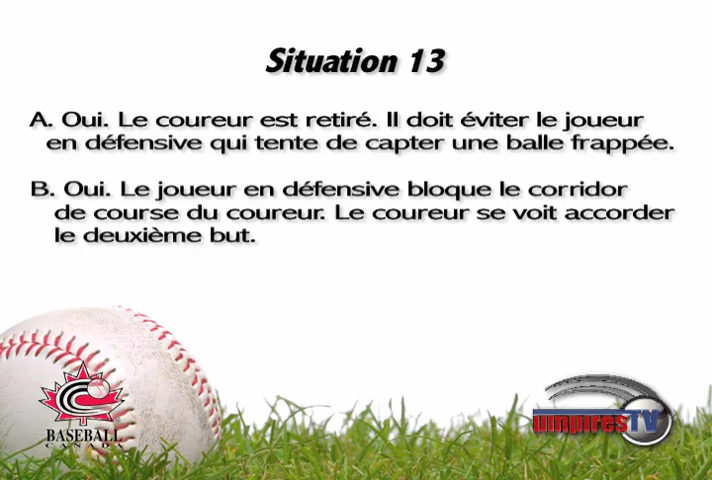 Situation 13
A. Oui. Le coureur est retiré. Il doit éviter le joueur
en défensive qui tente de capter une balle frappée.
B. Oui. Le joueur en défensive bloque le corridor
de course du coureur. Le coureur se voit accorder
le deuxième but.
BASEBALL
CANADA
umpiresTV